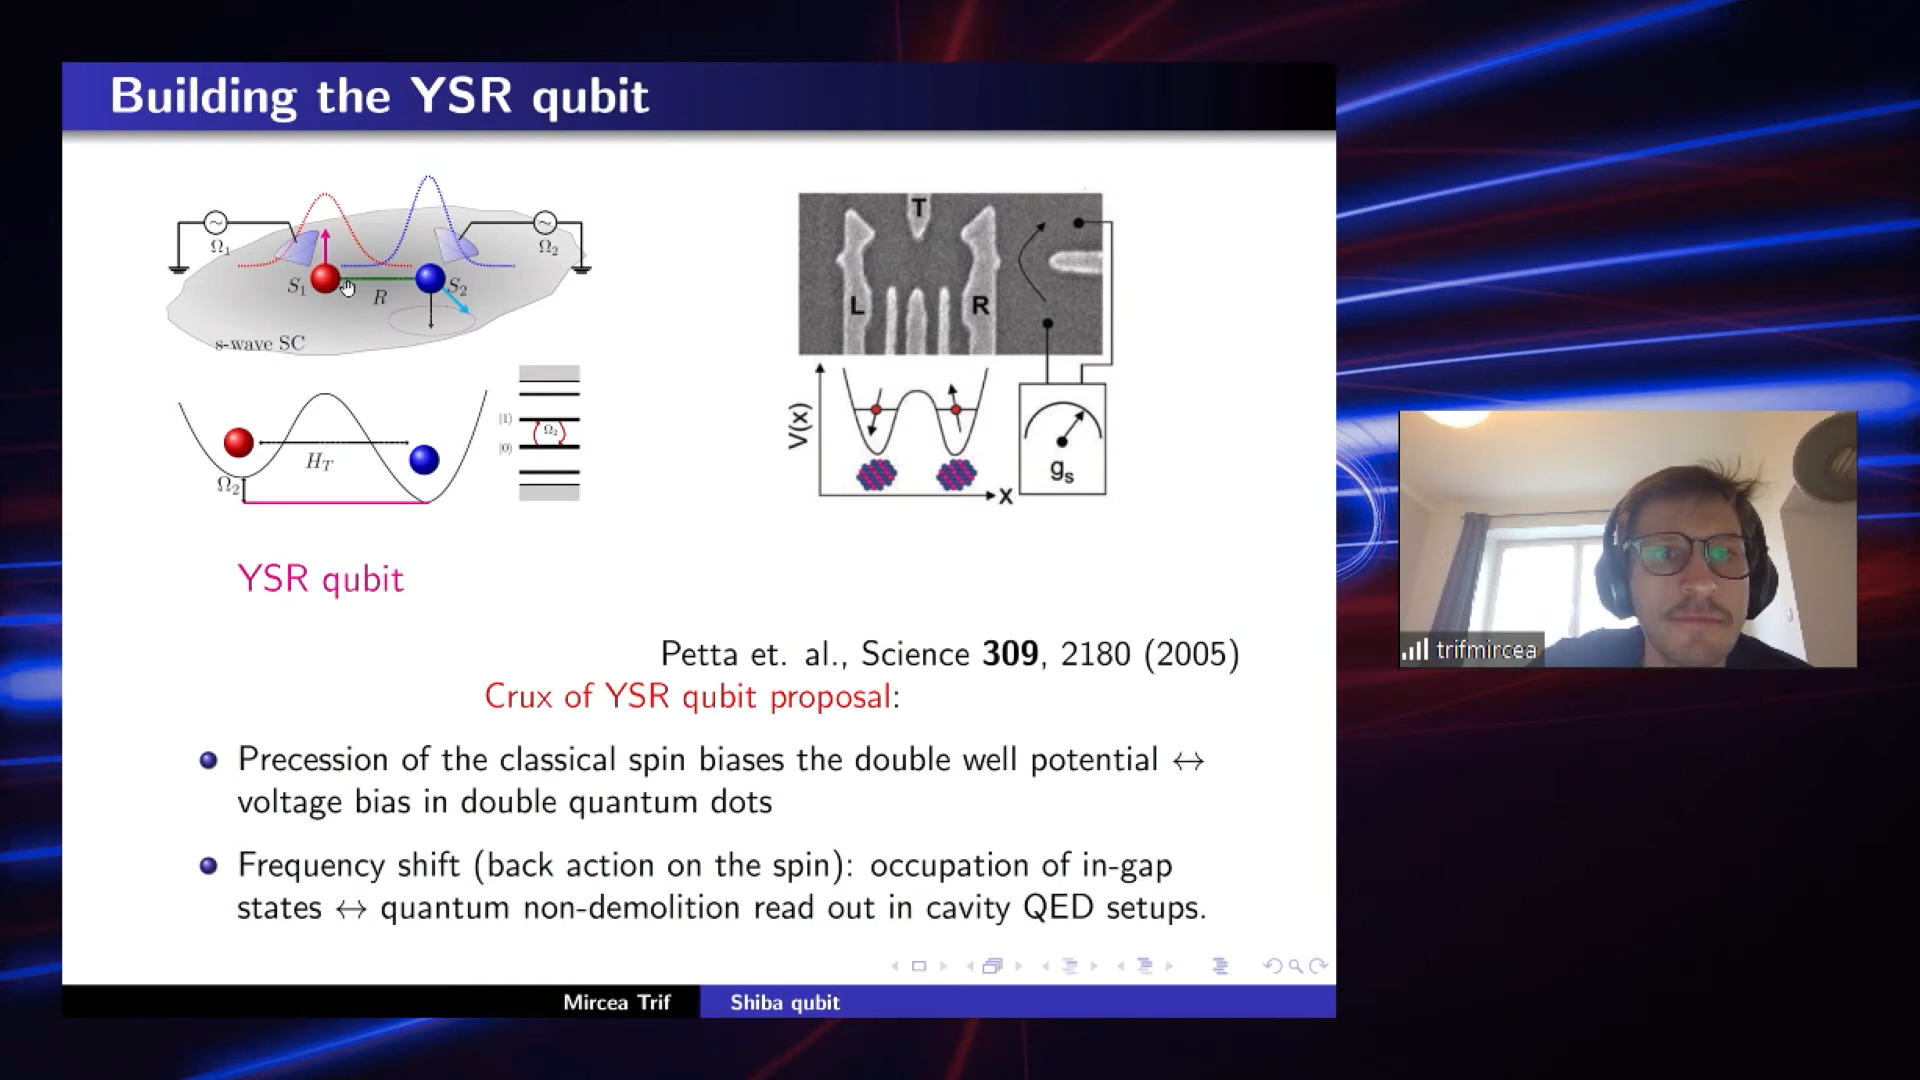 Building the YSR qubit
Ω₁
Ω₂
S₁
R
S₂
s-wave SC
|1⟩
Ω₂
|0⟩
H_T
Ω₂
T
L
R
V(x)
gₛ
X
YSR qubit
Petta et. al., Science 309, 2180 (2005)
Crux of YSR qubit proposal:
Precession of the classical spin biases the double well potential ↔
voltage bias in double quantum dots
Frequency shift (back action on the spin): occupation of in-gap
states ↔ quantum non-demolition read out in cavity QED setups.
Mircea Trif
Shiba qubit
trifmircea